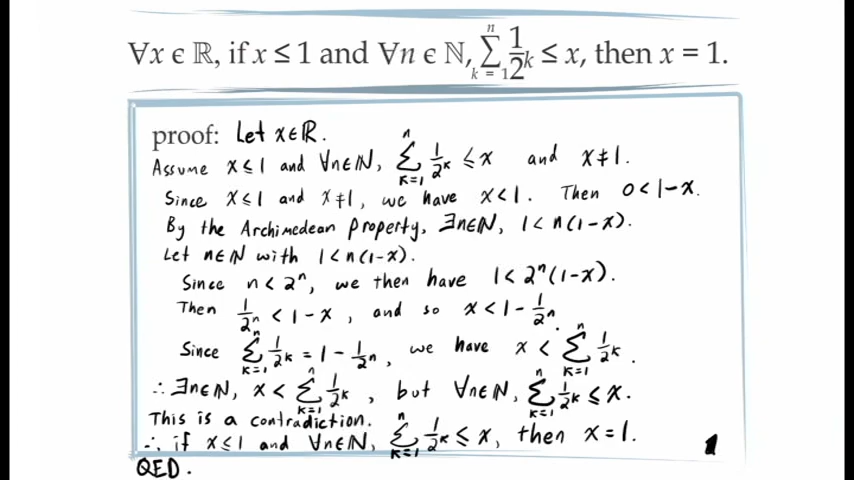 ∀x ϵ ℝ, if x ≤ 1 and ∀n ϵ ℕ, ∑_{k=1}^{n} 1/2^k ≤ x, then x = 1.
proof: Let x∈ℝ.
Assume x≤1 and ∀n∈ℕ, ∑_{k=1}^{n} 1/2^k ≤x and x≠1.
Since x≤1 and x≠1, we have x<1. Then 0<1-x.
By the Archimedean Property, ∃n∈ℕ, 1<n(1-x).
Let n∈ℕ with 1<n(1-x).
Since n<2^n, we then have 1<2^n(1-x).
Then 1/2^n <1-x, and so x<1-1/2^n.
Since ∑_{k=1}^{n} 1/2^k = 1-1/2^n, we have x< ∑_{k=1}^{n} 1/2^k.
∴ ∃n∈ℕ, x< ∑_{k=1}^{n} 1/2^k, but ∀n∈ℕ, ∑_{k=1}^{n} 1/2^k ≤x.
This is a contradiction.
∴ if x≤1 and ∀n∈ℕ, ∑_{k=1}^{n} 1/2^k ≤x, then x=1.
QED.